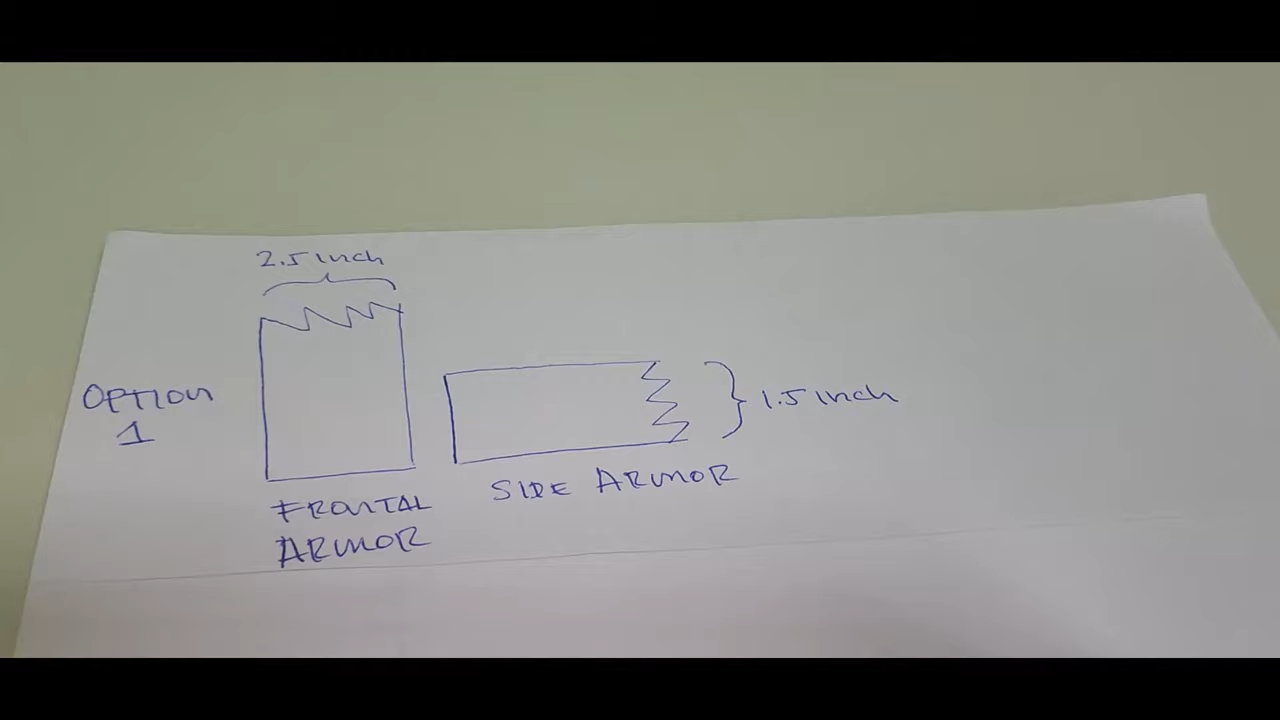 2.5 inch
OPTION
1
1.5 inch
SIDE ARMOR
FRONTAL
ARMOR